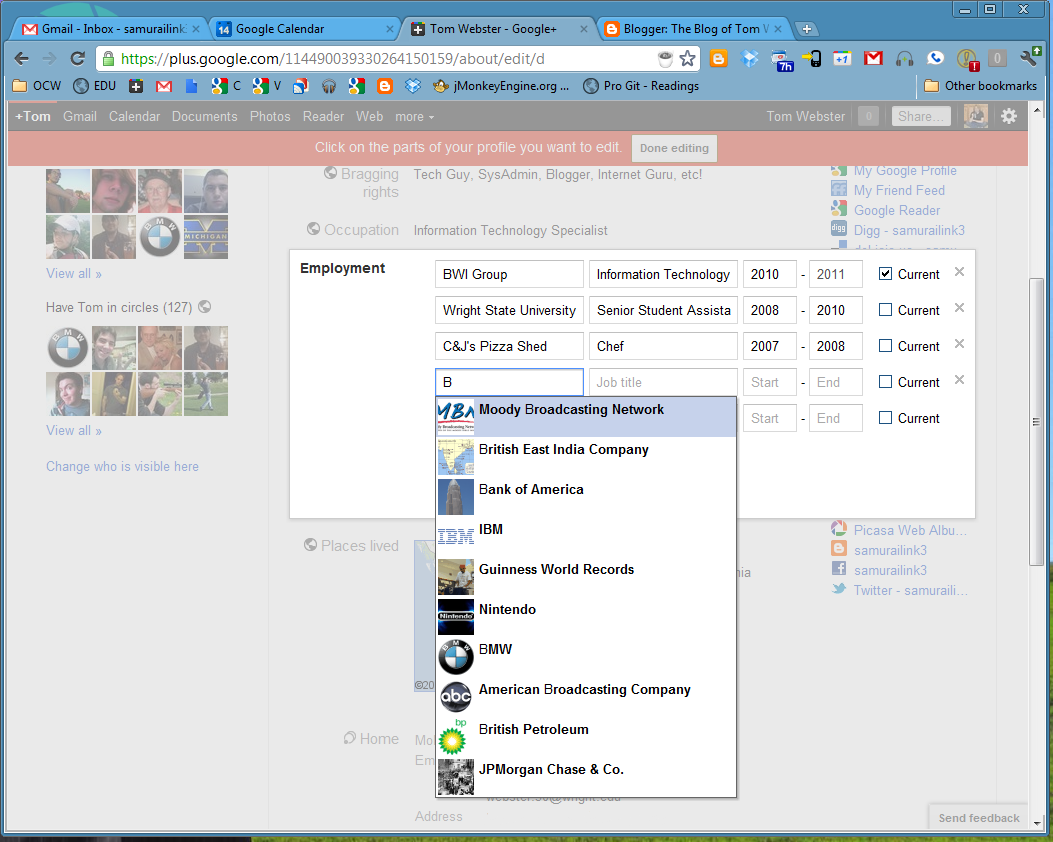 Gmail - Inbox - samurailink
Google Calendar
Tom Webster - Google+
Blogger: The Blog of Tom W
https://plus.google.com/114490039330264150159/about/edit/d
7h
+1
0
OCW
EDU
C
V
jMonkeyEngine.org ...
Pro Git - Readings
Other bookmarks
+Tom Gmail Calendar Documents Photos Reader Web more
Tom Webster 0 Share...
Click on the parts of your profile you want to edit. Done editing
Bragging rights
Tech Guy, SysAdmin, Blogger, Internet Guru, etc!
Occupation
Information Technology Specialist
BMW
MICHIGAN
View all »
Have Tom in circles (127)
View all »
Change who is visible here
My Google Profile
My Friend Feed
Google Reader
Digg - samurailink3
Employment
BWI Group Information Technology 2010 - 2011 Current
Wright State University Senior Student Assista 2008 - 2010 Current
C&J's Pizza Shed Chef 2007 - 2008 Current
B Job title Start - End Current
Start - End Current
Moody Broadcasting Network
British East India Company
Bank of America
IBM
Guinness World Records
Nintendo
BMW
American Broadcasting Company
British Petroleum
JPMorgan Chase & Co.
Places lived
©20
Home
Address
Picasa Web Albu...
samurailink3
samurailink3
Twitter - samuraili...
Send feedback